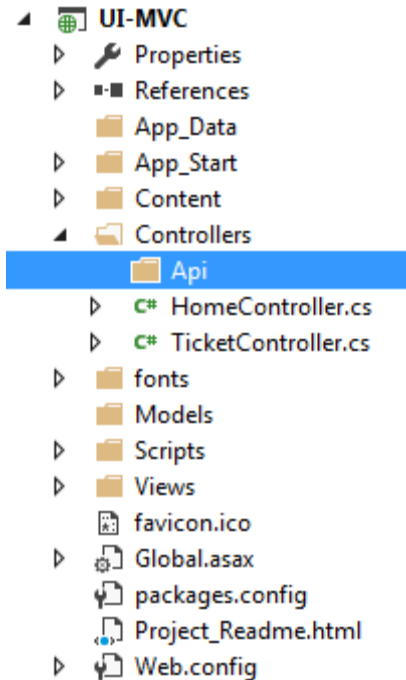 UI-MVC
Properties
References
App_Data
App_Start
Content
Controllers
Api
C# HomeController.cs
C# TicketController.cs
fonts
Models
Scripts
Views
favicon.ico
Global.asax
packages.config
Project_Readme.html
Web.config